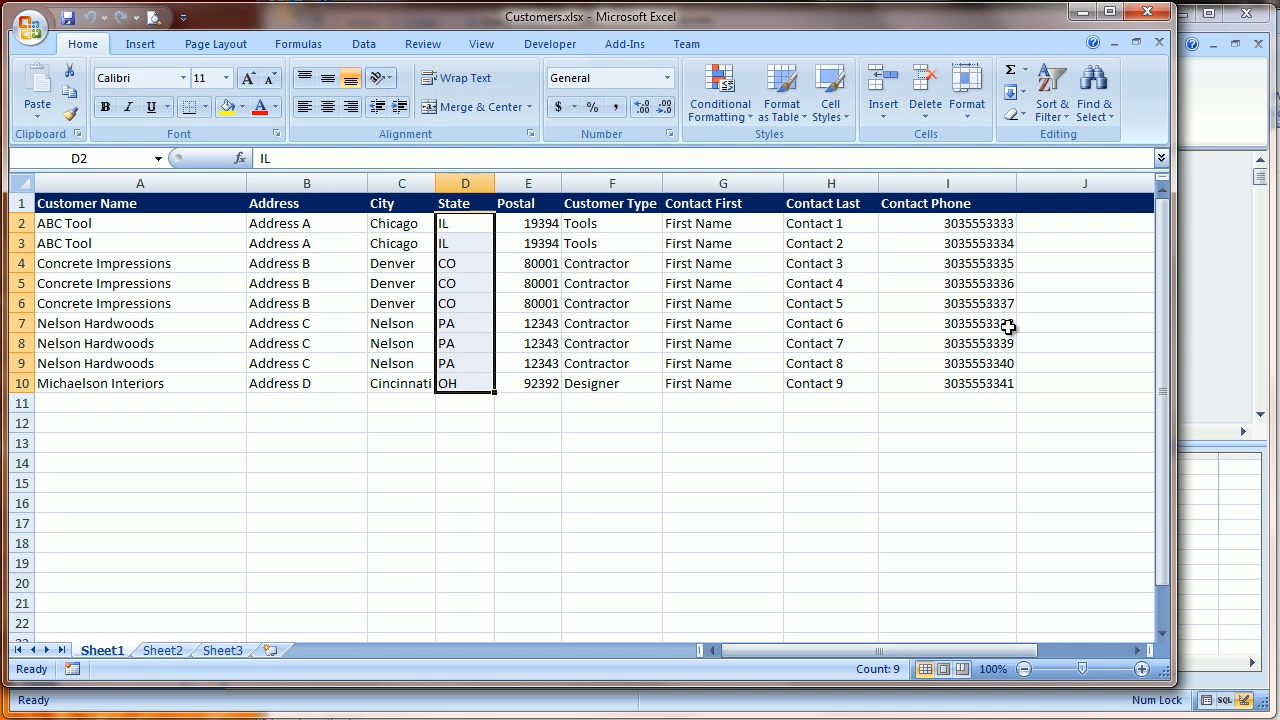 Customers.xlsx - Microsoft Excel
Home Insert Page Layout Formulas Data Review View Developer Add-Ins Team
Paste
Clipboard
Calibri 11
B I U
Font
Wrap Text
Merge & Center
Alignment
General
$ % ,
Number
Conditional Formatting
Format as Table
Cell Styles
Styles
Insert Delete Format
Cells
Σ
Sort & Filter
Find & Select
Editing
D2 fx IL
A B C D E F G H I J
1 Customer Name Address City State Postal Customer Type Contact First Contact Last Contact Phone
2 ABC Tool Address A Chicago IL 19394 Tools First Name Contact 1 3035553333
3 ABC Tool Address A Chicago IL 19394 Tools First Name Contact 2 3035553334
4 Concrete Impressions Address B Denver CO 80001 Contractor First Name Contact 3 3035553335
5 Concrete Impressions Address B Denver CO 80001 Contractor First Name Contact 4 3035553336
6 Concrete Impressions Address B Denver CO 80001 Contractor First Name Contact 5 3035553337
7 Nelson Hardwoods Address C Nelson PA 12343 Contractor First Name Contact 6
8 Nelson Hardwoods Address C Nelson PA 12343 Contractor First Name Contact 7 3035553339
9 Nelson Hardwoods Address C Nelson PA 12343 Contractor First Name Contact 8 3035553340
10 Michaelson Interiors Address D Cincinnati OH 92392 Designer First Name Contact 9 3035553341
11
12
13
14
15
16
17
18
19
20
21
22
Sheet1 Sheet2 Sheet3
Ready Count: 9 100%
Ready Num Lock SQL